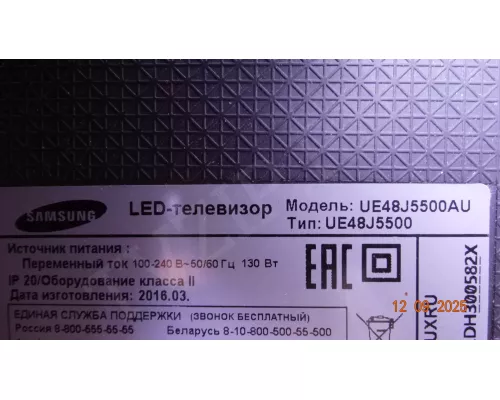 SAMSUNG
LED-телевизор
Модель: UE48J5500AU
Тип: UE48J5500
Источник питания :
Переменный ток 100-240 В~50/60 Гц 130 Вт
IP 20/Оборудование класса II
Дата изготовления: 2016.03.
ЕДИНАЯ СЛУЖБА ПОДДЕРЖКИ (ЗВОНОК БЕСПЛАТНЫЙ)
Россия 8-800-555-55-55 Беларусь 8-10-800-500-55-500
EAC
12 09 2025
UXRU
DH300582X